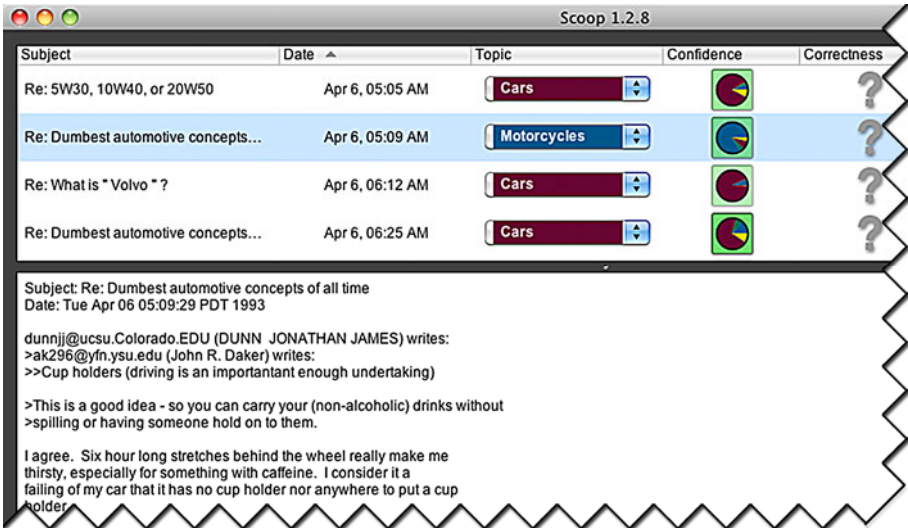 Scoop 1.2.8
Subject Date Topic Confidence Correctness
Re: 5W30, 10W40, or 20W50 Apr 6, 05:05 AM Cars ?
Re: Dumbest automotive concepts... Apr 6, 05:09 AM Motorcycles ?
Re: What is " Volvo " ? Apr 6, 06:12 AM Cars ?
Re: Dumbest automotive concepts... Apr 6, 06:25 AM Cars ?
Subject: Re: Dumbest automotive concepts of all time
Date: Tue Apr 06 05:09:29 PDT 1993
dunnjj@ucsu.Colorado.EDU (DUNN JONATHAN JAMES) writes:
>ak296@yfn.ysu.edu (John R. Daker) writes:
>>Cup holders (driving is an importantant enough undertaking)
>This is a good idea - so you can carry your (non-alcoholic) drinks without
>spilling or having someone hold on to them.
I agree. Six hour long stretches behind the wheel really make me
thirsty, especially for something with caffeine. I consider it a
failing of my car that it has no cup holder nor anywhere to put a cup
holder